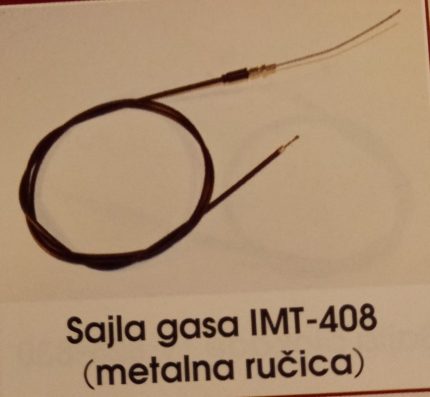 Sajla gasa IMT-408
(metalna ručica)